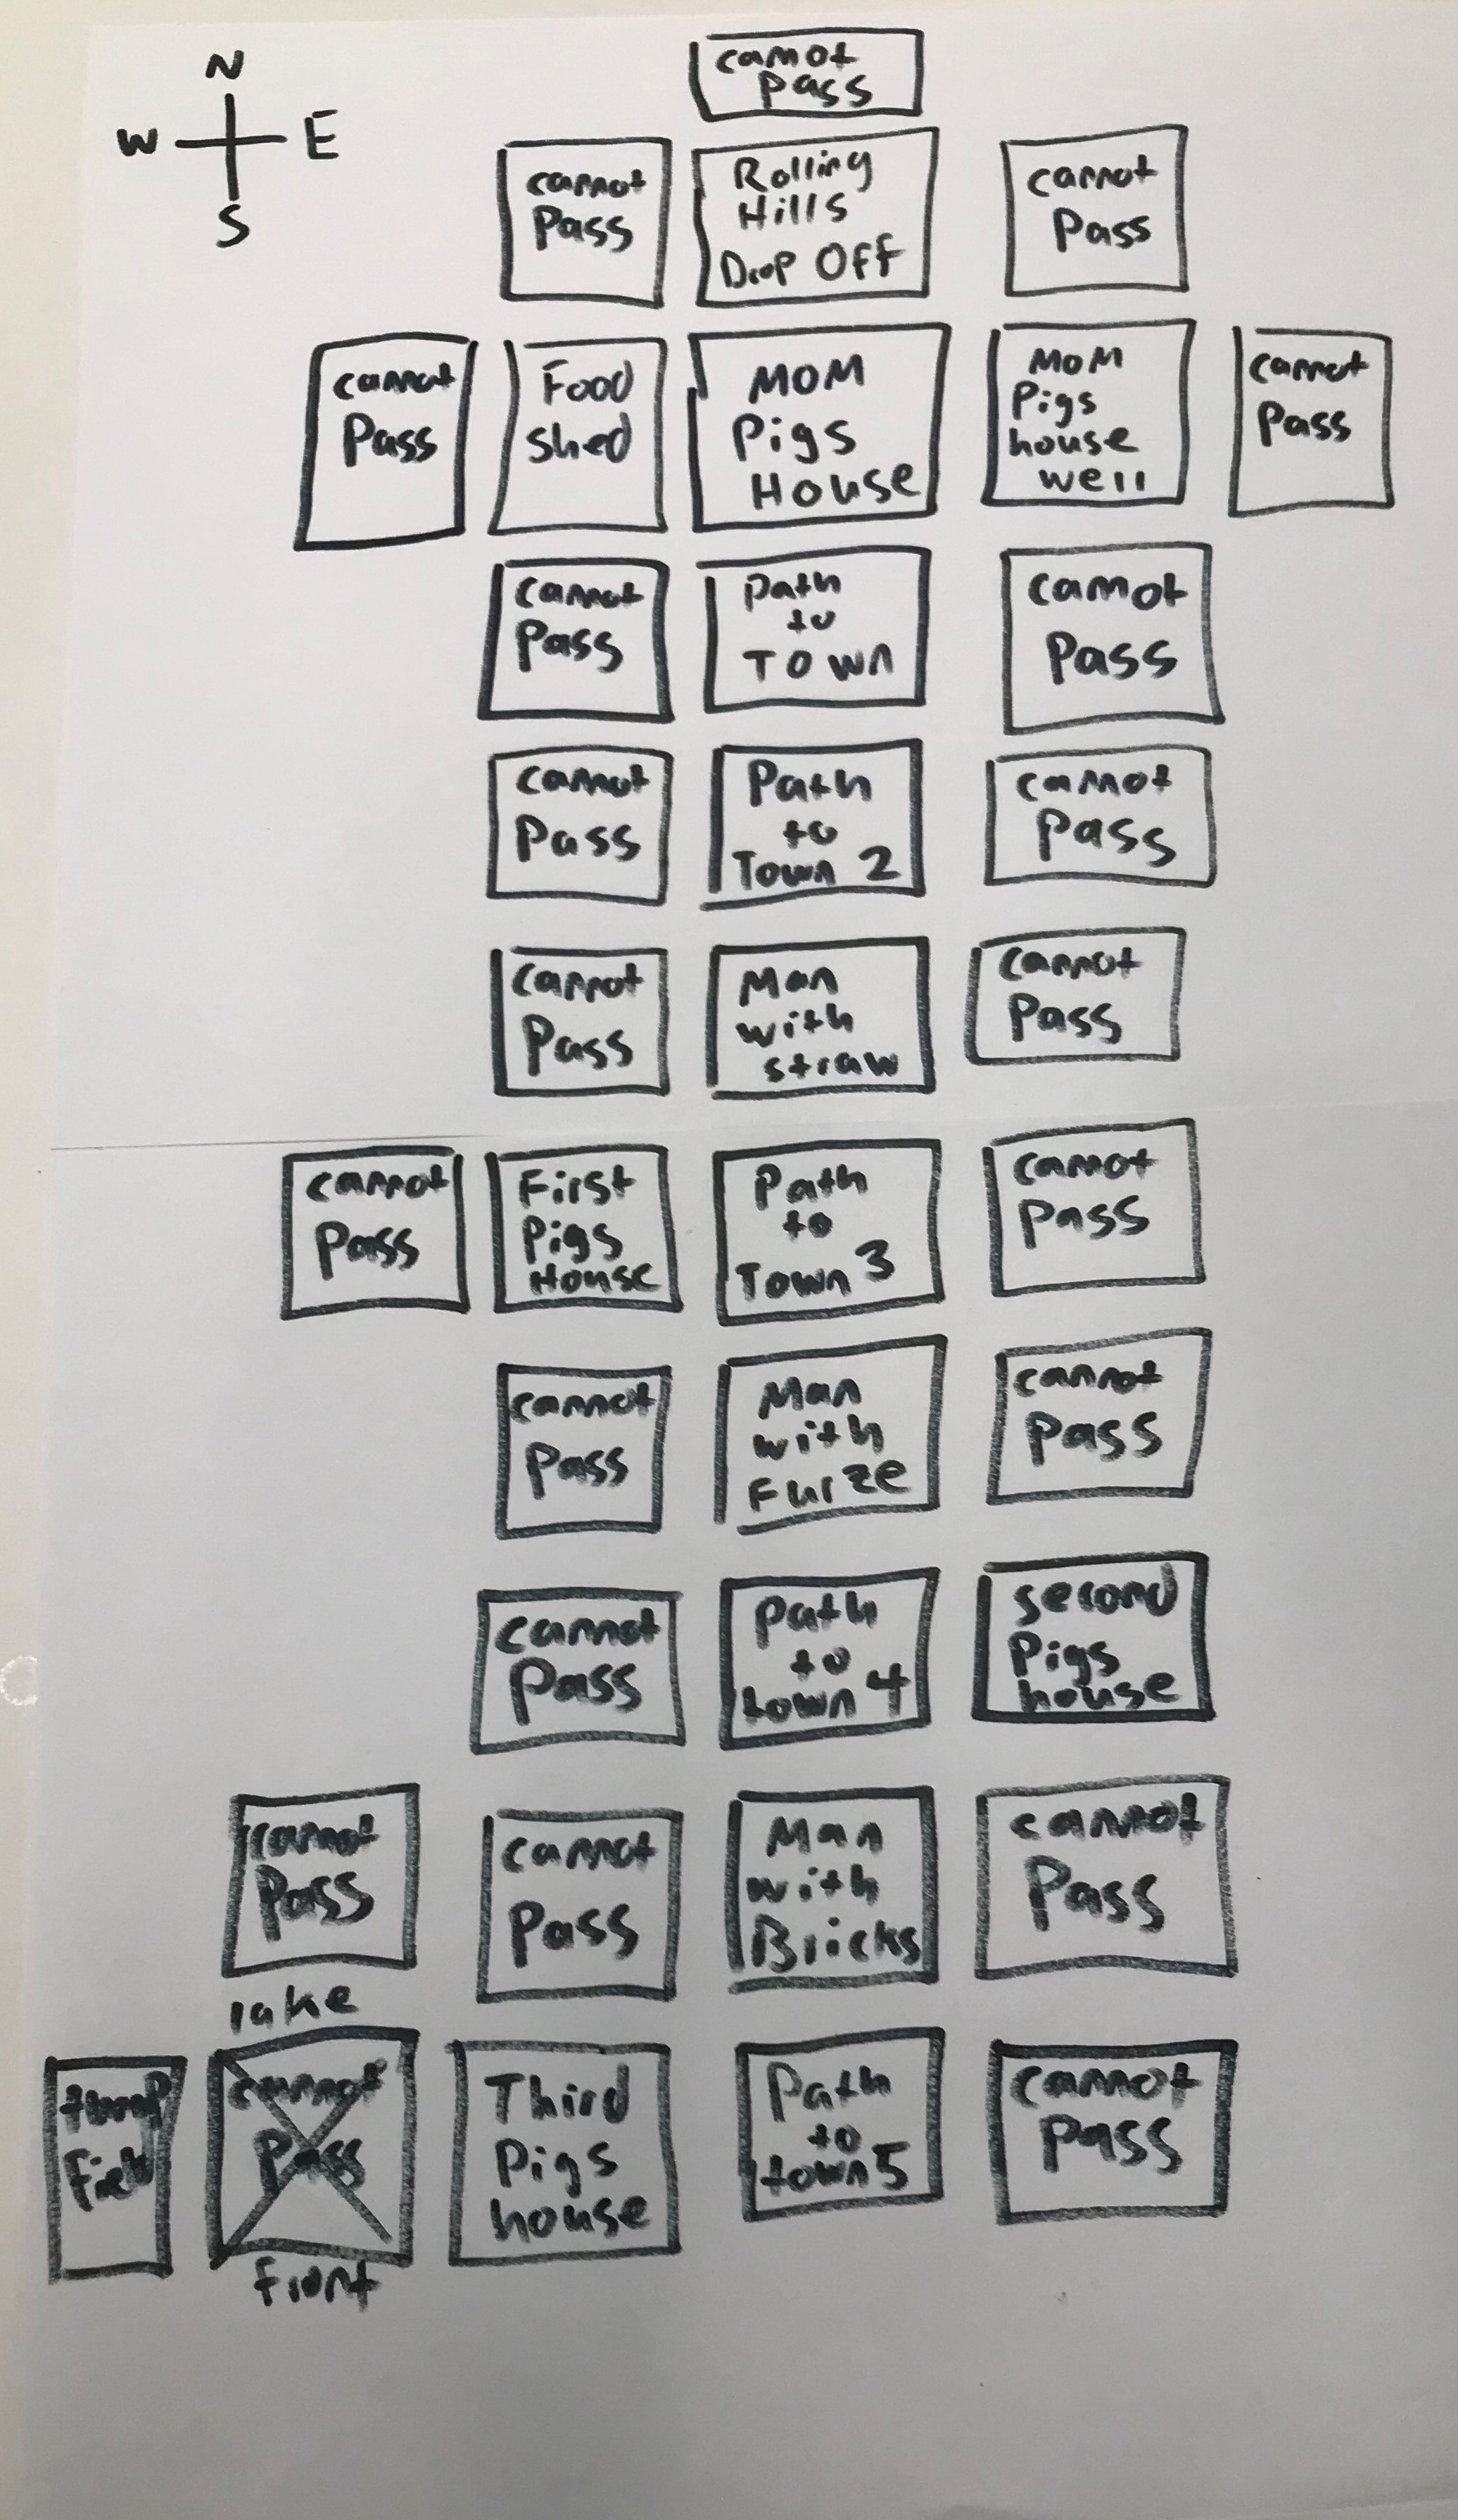 N
W E
S
cannot
Pass
cannot
Pass
Rolling
Hills
Drop Off
cannot
Pass
cannot
Pass
Food
shed
MOM
Pigs
House
MOM
Pigs
house
well
cannot
Pass
cannot
Pass
Path
to
TOWN
cannot
Pass
cannot
Pass
Path
to
Town 2
cannot
Pass
cannot
Pass
Man
with
straw
cannot
Pass
cannot
Pass
First
Pigs
House
Path
to
Town 3
cannot
Pass
cannot
Pass
Man
with
Furze
cannot
Pass
cannot
Pass
Path
to
town 4
second
Pigs
house
cannot
Pass
cannot
Pass
Man
with
Bricks
cannot
Pass
turnip
Field
lake
cannot
Pass
front
Third
Pigs
house
Path
to
town 5
cannot
Pass